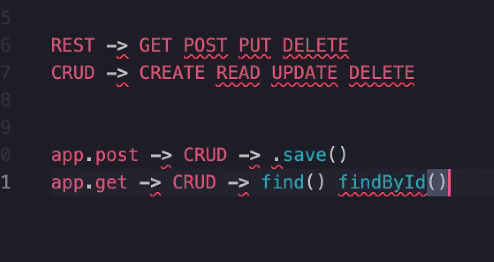 5
6 REST -> GET POST PUT DELETE
7 CRUD -> CREATE READ UPDATE DELETE
8
9
0 app.post -> CRUD -> .save()
1 app.get -> CRUD -> find() findById()